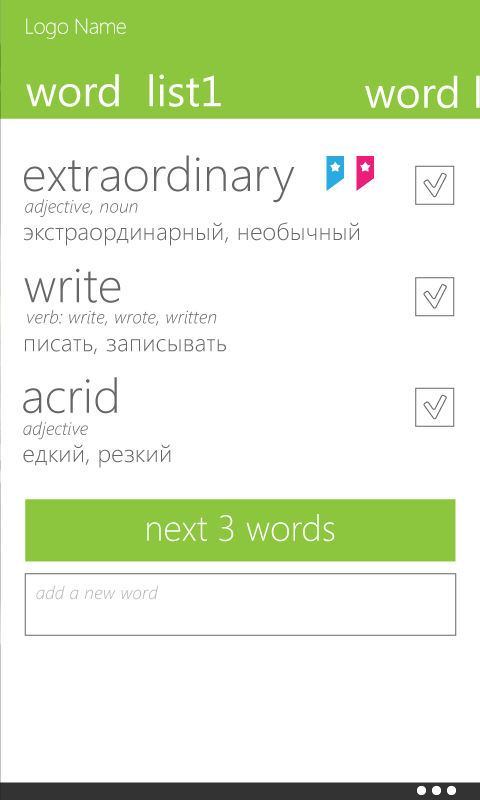 Logo Name
word list1 word l
extraordinary
adjective, noun
экстраординарный, необычный
write
verb: write, wrote, written
писать, записывать
acrid
adjective
едкий, резкий
next 3 words
add a new word